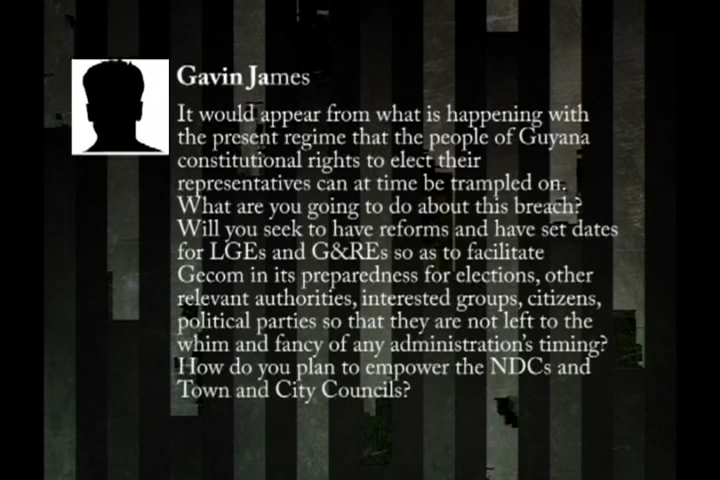 Gavin James
It would appear from what is happening with
the present regime that the people of Guyana
constitutional rights to elect their
representatives can at time be trampled on.
What are you going to do about this breach?
Will you seek to have reforms and have set dates
for LGEs and G&REs so as to facilitate
Gecom in its preparedness for elections, other
relevant authorities, interested groups, citizens,
political parties so that they are not left to the
whim and fancy of any administration's timing?
How do you plan to empower the NDCs and
Town and City Councils?